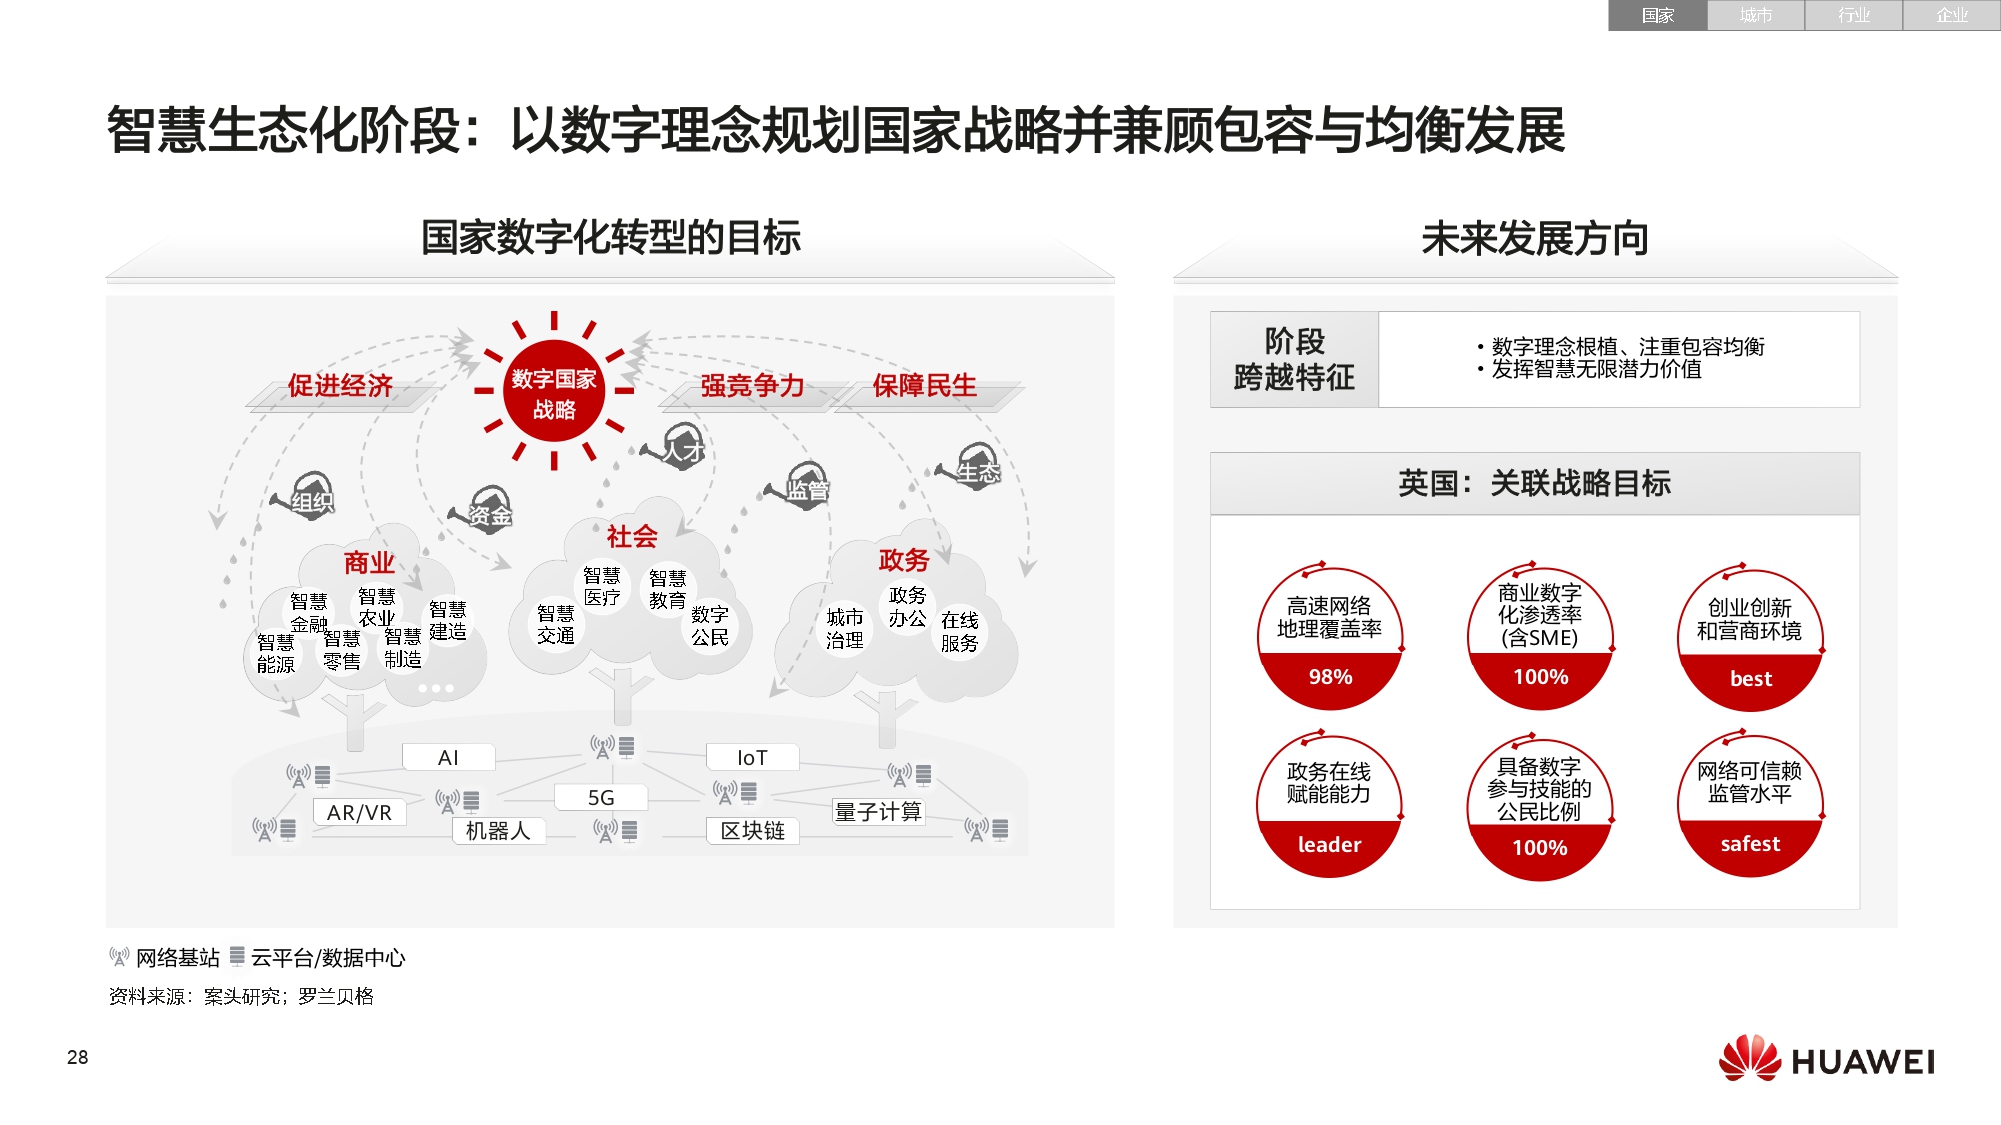 国家
城市
行业
企业
智慧生态化阶段：以数字理念规划国家战略并兼顾包容与均衡发展
国家数字化转型的目标
促进经济
数字国家
战略
强竞争力
保障民生
人才
生态
监管
组织
资金
商业
智慧
金融
智慧
农业
智慧
建造
智慧
能源
智慧
零售
智慧
制造
社会
智慧
医疗
智慧
教育
智慧
交通
数字
公民
政务
政务
办公
城市
治理
在线
服务
AI
IoT
5G
AR/VR
量子计算
机器人
区块链
网络基站
云平台/数据中心
资料来源：案头研究；罗兰贝格
未来发展方向
阶段
跨越特征
• 数字理念根植、注重包容均衡
• 发挥智慧无限潜力价值
英国：关联战略目标
高速网络
地理覆盖率
98%
商业数字
化渗透率
(含SME)
100%
创业创新
和营商环境
best
政务在线
赋能能力
leader
具备数字
参与技能的
公民比例
100%
网络可信赖
监管水平
safest
28
HUAWEI